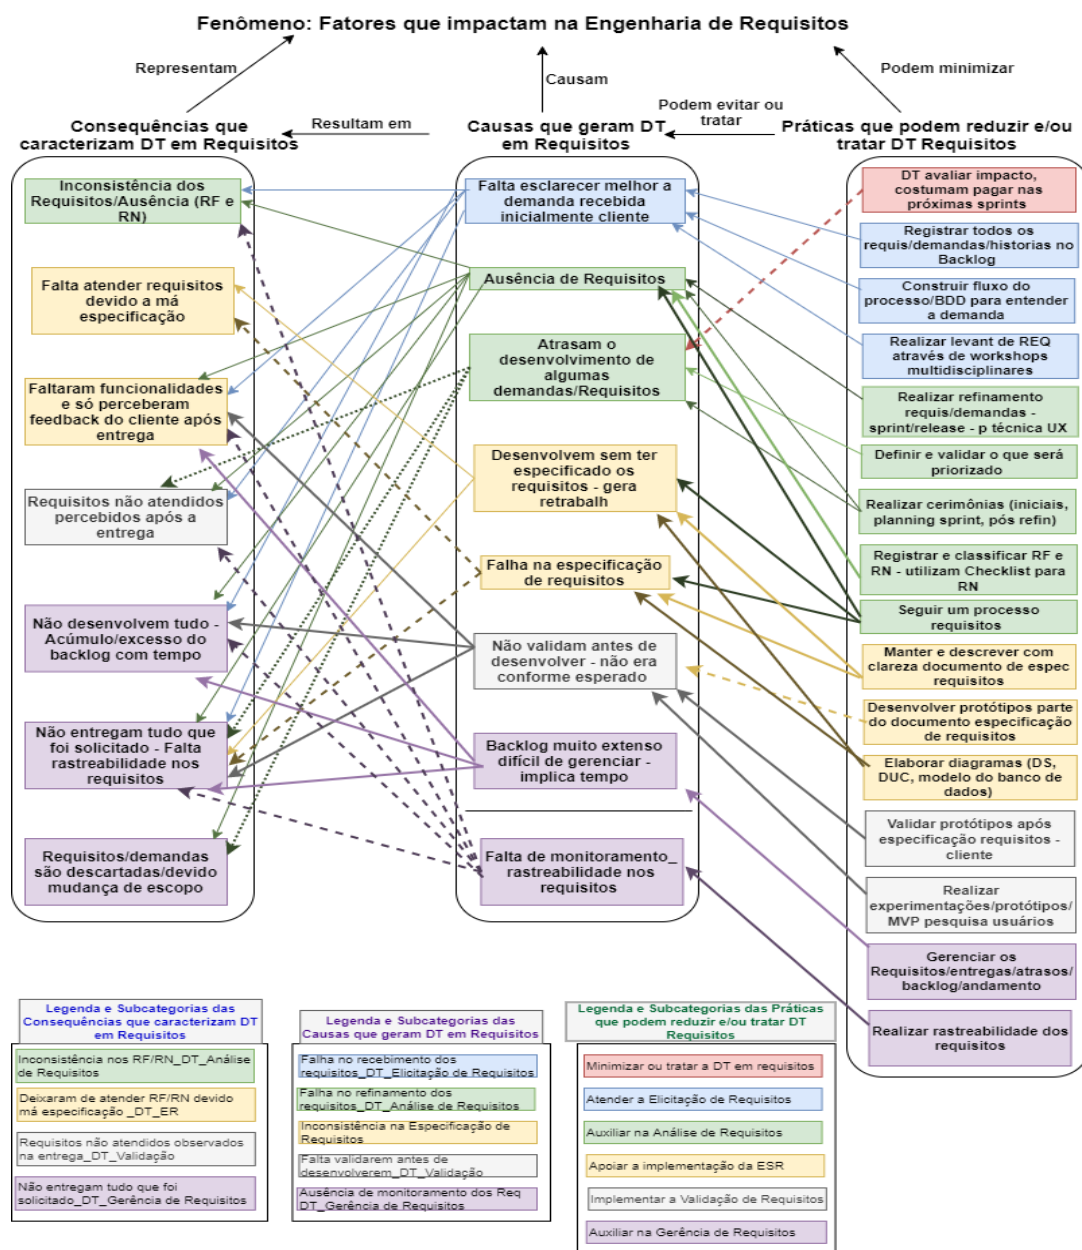 Fenômeno: Fatores que impactam na Engenharia de Requisitos
Representam
Causam
Podem minimizar
Consequências que
caracterizam DT em Requisitos
Resultam em
Causas que geram DT
em Requisitos
Podem evitar ou
tratar
Práticas que podem reduzir e/ou
tratar DT Requisitos
Inconsistência dos
Requisitos/Ausência (RF e
RN)
Falta atender requisitos
devido a má
especificação
Faltaram funcionalidades
e só perceberam
feedback do cliente após
entrega
Requisitos não atendidos
percebidos após a
entrega
Não desenvolvem tudo -
Acúmulo/excesso do
backlog com tempo
Não entregam tudo que
foi solicitado - Falta
rastreabilidade nos
requisitos
Requisitos/demandas
são descartadas/devido
mudança de escopo
Falta esclarecer melhor a
demanda recebida
inicialmente cliente
Ausência de Requisitos
Atrasam o
desenvolvimento de
algumas
demandas/Requisitos
Desenvolvem sem ter
especificado os
requisitos - gera
retrabalh
Falha na especificação
de requisitos
Não validam antes de
desenvolver - não era
conforme esperado
Backlog muito extenso
difícil de gerenciar -
implica tempo
Falta de monitoramento_
rastreabilidade nos
requisitos
DT avaliar impacto,
costumam pagar nas
próximas sprints
Registrar todos os
requis/demandas/historias no
Backlog
Construir fluxo do
processo/BDD para entender
a demanda
Realizar levant de REQ
através de workshops
multidisciplinares
Realizar refinamento
requis/demandas -
sprint/release - p técnica UX
Definir e validar o que será
priorizado
Realizar cerimônias (iniciais,
planning sprint, pós refin)
Registrar e classificar RF e
RN - utilizam Checklist para
RN
Seguir um processo
requisitos
Manter e descrever com
clareza documento de espec
requisitos
Desenvolver protótipos parte
do documento especificação
de requisitos
Elaborar diagramas (DS,
DUC, modelo do banco de
dados)
Validar protótipos após
especificação requisitos -
cliente
Realizar
experimentações/protótipos/
MVP pesquisa usuários
Gerenciar os
Requisitos/entregas/atrasos/
backlog/andamento
Realizar rastreabilidade dos
requisitos
Legenda e Subcategorias das
Consequências que caracterizam DT
em Requisitos
Inconsistência nos RF/RN_DT_Análise
de Requisitos
Deixaram de atender RF/RN devido
má especificação _DT_ER
Requisitos não atendidos observados
na entrega_DT_Validação
Não entregam tudo que foi
solicitado_DT_Gerência de Requisitos
Legenda e Subcategorias das
Causas que geram DT em Requisitos
Falha no recebimento dos
requisitos_DT_Elicitação de Requisitos
Falha no refinamento dos
requisitos_DT_Análise de Requisitos
Inconsistência na Especificação de
Requisitos
Falta validarem antes de
desenvolverem_DT_Validação
Ausência de monitoramento dos Req
DT_Gerência de Requisitos
Legenda e Subcategorias das Práticas
que podem reduzir e/ou tratar DT
Requisitos
Minimizar ou tratar a DT em requisitos
Atender a Elicitação de Requisitos
Auxiliar na Análise de Requisitos
Apoiar a implementação da ESR
Implementar a Validação de Requisitos
Auxiliar na Gerência de Requisitos